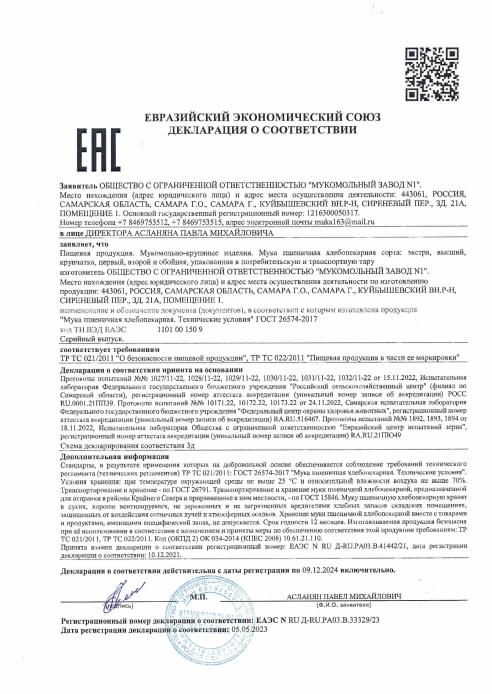 ЕВРАЗИЙСКИЙ ЭКОНОМИЧЕСКИЙ СОЮЗ
ДЕКЛАРАЦИЯ О СООТВЕТСТВИИ
ЕАС
Заявитель ОБЩЕСТВО С ОГРАНИЧЕННОЙ ОТВЕТСТВЕННОСТЬЮ "МУКОМОЛЬНЫЙ ЗАВОД N1".
Место нахождения (адрес юридического лица) и адрес места осуществления деятельности: 443061, РОССИЯ,
САМАРСКАЯ ОБЛАСТЬ, САМАРА Г.О., САМАРА Г., КУЙБЫШЕВСКИЙ ВН.Р-Н, СИРЕНЕВЫЙ ПЕР., ЗД. 21А,
ПОМЕЩЕНИЕ 1. Основной государственный регистрационный номер: 1216300050317.
Номер телефона +7 8469753512, +7 8469753515, адрес электронной почты muka163@mail.ru
в лице ДИРЕКТОРА АСЛАНЯНА ПАВЛА МИХАЙЛОВИЧА
заявляет, что
Пищевая продукция. Мукомольно-крупяные изделия. Мука пшеничная хлебопекарная сорта: экстра, высший,
крупчатка, первый, второй и обойная, упакованная в потребительскую и транспортную тару
изготовитель ОБЩЕСТВО С ОГРАНИЧЕННОЙ ОТВЕТСТВЕННОСТЬЮ "МУКОМОЛЬНЫЙ ЗАВОД N1".
Место нахождения (адрес юридического лица) и адрес места осуществления деятельности по изготовлению
продукции: 443061, РОССИЯ, САМАРСКАЯ ОБЛАСТЬ, САМАРА Г.О., САМАРА Г., КУЙБЫШЕВСКИЙ ВН.Р-Н,
СИРЕНЕВЫЙ ПЕР., ЗД. 21А, ПОМЕЩЕНИЕ 1.
наименование и обозначение документа (документов), в соответствии с которым изготовлена продукция
"Мука пшеничная хлебопекарная. Технические условия" ГОСТ 26574-2017
код ТН ВЭД ЕАЭС 1101 00 150 9
Серийный выпуск.
соответствует требованиям
ТР ТС 021/2011 "О безопасности пищевой продукции", ТР ТС 022/2011 "Пищевая продукция в части ее маркировки"
Декларация о соответствии принята на основании
Протоколы испытаний №№ 1027/11-22, 1028/11-22, 1029/11-22, 1030/11-22, 1031/11-22, 1032/11-22 от 15.11.2022, Испытательная
лаборатория Федерального государственного бюджетного учреждения "Российский сельскохозяйственный центр" (филиал по
Самарской области), регистрационный номер аттестата аккредитации (уникальный номер записи об аккредитации) РОСС
RU.0001.21ПП39. Протоколы испытаний №№ 10171.22, 10172.22, 10173.22 от 24.11.2022, Самарская испытательная лаборатория
Федерального государственного бюджетного учреждения "Федеральный центр охраны здоровья животных", регистрационный номер
аттестата аккредитации (уникальный номер записи об аккредитации) RA.RU.516467. Протоколы испытаний №№ 1892, 1893, 1894 от
18.11.2022, Испытательная лаборатория Общества с ограниченной ответственностью "Евразийский центр испытаний зерна",
регистрационный номер аттестата аккредитации (уникальный номер записи об аккредитации) RA.RU.21ПЮ49
Схема декларирования соответствия 3д
Дополнительная информация
Стандарты, в результате применения которых на добровольной основе обеспечивается соблюдение требований технического
регламента (технических регламентов) ТР ТС 021/2011: ГОСТ 26574-2017 "Мука пшеничная хлебопекарная. Технические условия".
Условия хранения: при температуре окружающей среды не выше 25 °С и относительной влажности воздуха не выше 70%.
Транспортирование и хранение - по ГОСТ 26791. Транспортирование и хранение муки пшеничной хлебопекарной, предназначенной
для отправки в районы Крайнего Севера и приравненные к ним местности, - по ГОСТ 15846. Муку пшеничную хлебопекарную хранят
в сухих, хорошо вентилируемых, не зараженных и не загрязненных вредителями хлебных запасов складских помещениях,
защищенных от воздействия солнечных лучей и атмосферных осадков. Хранение муки пшеничной хлебопекарной вместе с товарами
и продуктами, имеющими специфический запах, не допускается. Срок годности 12 месяцев. Изготавливаемая продукция безопасна
при её использовании в соответствии с назначением, и приняты меры по обеспечению соответствия продукции требованиям: ТР
ТС 021/2011, ТР ТС 022/2011. Код (ОКПД 2) ОК 034-2014 (КПЕС 2008) 10.61.21.110.
Принята взамен декларации о соответствии регистрационный номер: ЕАЭС N RU Д-RU.РА03.В.41442/21, дата регистрации
декларации о соответствии: 10.12.2021.
Декларация о соответствии действительна с даты регистрации по 09.12.2024 включительно.
М.П.
АСЛАНЯН ПАВЕЛ МИХАЙЛОВИЧ
(подпись)
(Ф.И.О. заявителя)
Регистрационный номер декларации о соответствии: ЕАЭС N RU Д-RU.РА03.В.33329/23
Дата регистрации декларации о соответствии: 05.05.2023